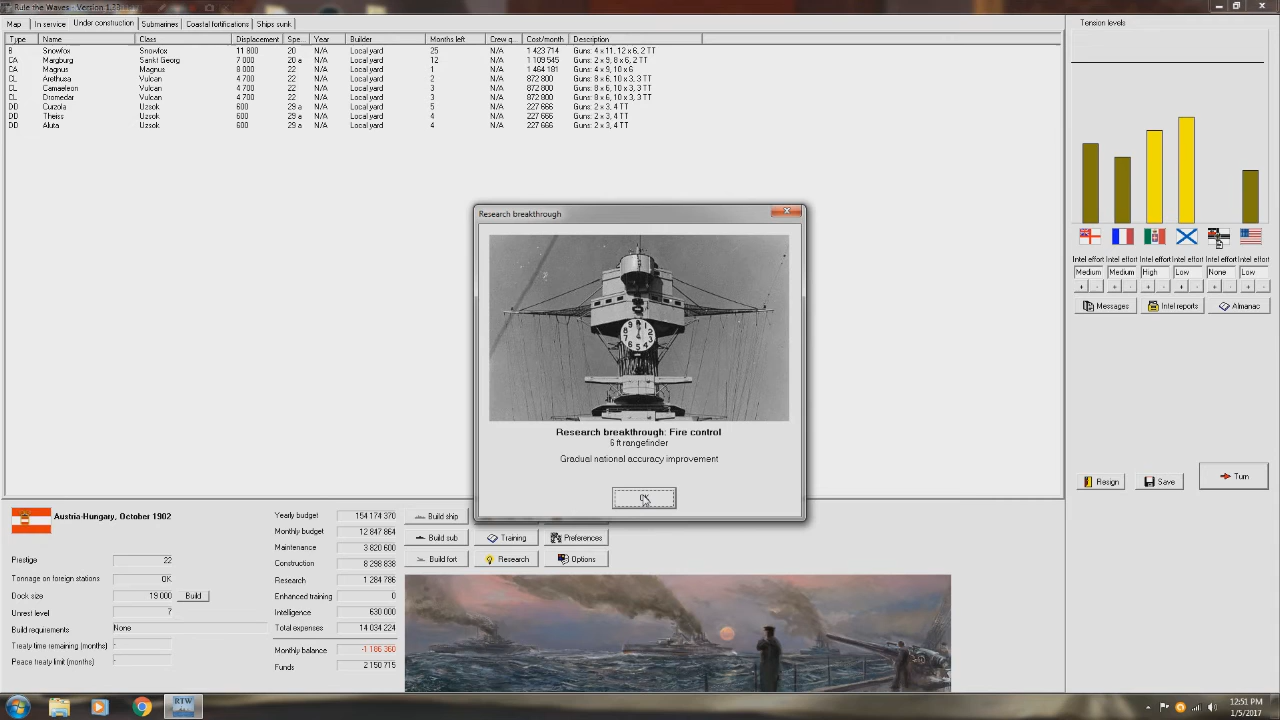 Rule the Waves - Version 1.33
Map In service Under construction Submarines Coastal fortifications Ships sunk
Type Name Class Displacement Spe... Year Builder Months left Crew q... Cost/month Description
B Snowfox Snowfox 11 800 20 N/A Local yard 25 N/A 1 423 714 Guns: 4 x 11, 12 x 6, 2 TT
CA Margburg Sankt Georg 7 000 20 a N/A Local yard 12 N/A 1 109 545 Guns: 2 x 9, 8 x 6, 2 TT
CA Magnus Magnus 8 000 22 N/A Local yard 1 N/A 1 464 181 Guns: 4 x 9, 10 x 6
CL Arethusa Vulcan 4 700 22 N/A Local yard 2 N/A 872 800 Guns: 8 x 6, 10 x 3, 3 TT
CL Camaeleon Vulcan 4 700 22 N/A Local yard 3 N/A 872 800 Guns: 8 x 6, 10 x 3, 3 TT
CL Dromedar Vulcan 4 700 22 N/A Local yard 3 N/A 872 800 Guns: 8 x 6, 10 x 3, 3 TT
DD Curzola Uzsok 600 29 a N/A Local yard 5 N/A 227 666 Guns: 2 x 3, 4 TT
DD Theiss Uzsok 600 29 a N/A Local yard 4 N/A 227 666 Guns: 2 x 3, 4 TT
DD Aluta Uzsok 600 29 a N/A Local yard 4 N/A 227 666 Guns: 2 x 3, 4 TT
Tension levels
Intel effort Intel effort Intel effort Intel effort Intel effort Intel effort
Medium Medium High Low None Low
+ - + - + - + - + - + -
Messages Intel reports Almanac
Resign Save Turn
Research breakthrough
9 1
8 2
7 3
6 5 4
Research breakthrough: Fire control
6 ft rangefinder
Gradual national accuracy improvement
OK
Austria-Hungary, October 1902
Prestige 22
Tonnage on foreign stations OK
Dock size 19 000 Build
Unrest level ?
Build requirements None
Treaty time remaining (months) -
Peace treaty limit (months) -
Yearly budget 154 174 370
Monthly budget 12 847 864
Maintenance 3 820 600
Construction 8 298 838
Research 1 284 786
Enhanced training 0
Intelligence 630 000
Total expenses 14 034 224
Monthly balance -1 186 360
Funds 2 150 715
Build ship
Build sub Training Preferences
Build fort Research Options
RTW
12:51 PM
1/5/2017